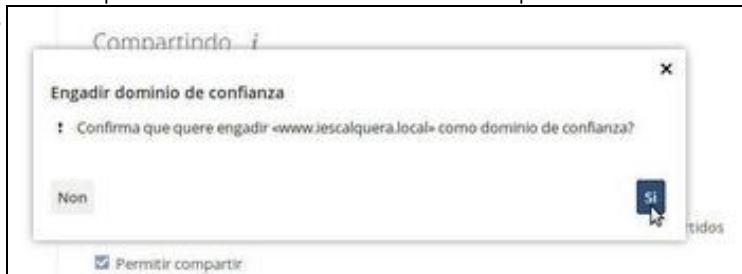 Compartindo i
Engadir dominio de confianza
! Confirma que quere engadir «www.iescalquera.local» como dominio de confianza?
Non
Si
tidos
Permitir compartir